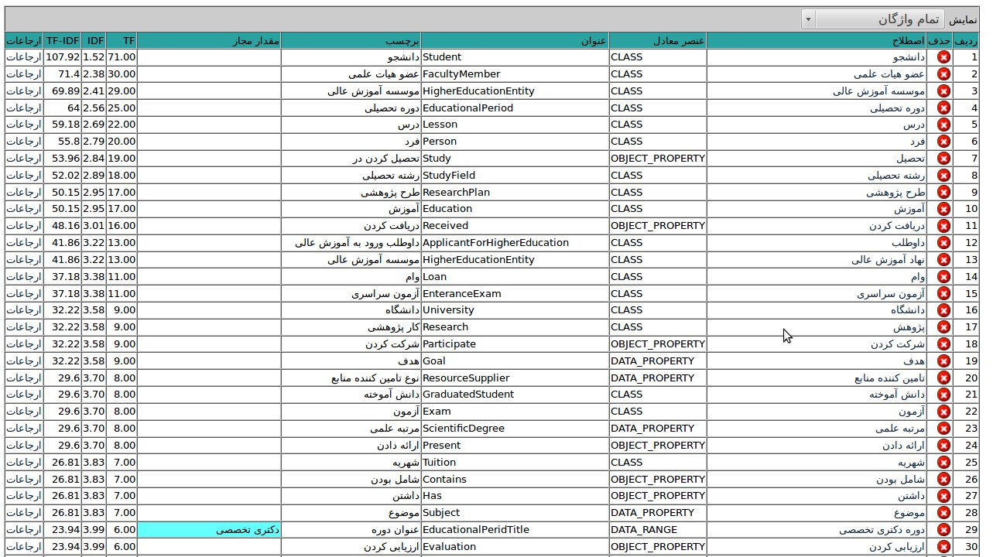 نمایش تمام واژگان
ردیف حذف اصطلاح عنصر معادل عنوان برچسب مقدار مجاز TF IDF TF-IDF ارجاعات
1 دانشجو CLASS Student دانشجو 71.00 1.52 107.92 ارجاعات
2 عضو هیات علمی CLASS FacultyMember عضو هیات علمی 30.00 2.38 71.4 ارجاعات
3 موسسه آموزش عالی CLASS HigherEducationEntity موسسه آموزش عالی 29.00 2.41 69.89 ارجاعات
4 دوره تحصیلی CLASS EducationalPeriod دوره تحصیلی 25.00 2.56 64 ارجاعات
5 درس CLASS Lesson درس 22.00 2.69 59.18 ارجاعات
6 فرد CLASS Person فرد 20.00 2.79 55.8 ارجاعات
7 تحصیل OBJECT_PROPERTY Study تحصیل کردن در 19.00 2.84 53.96 ارجاعات
8 رشته تحصیلی CLASS StudyField رشته تحصیلی 18.00 2.89 52.02 ارجاعات
9 طرح پژوهشی CLASS ResearchPlan طرح پژوهشی 17.00 2.95 50.15 ارجاعات
10 آموزش CLASS Education آموزش 17.00 2.95 50.15 ارجاعات
11 دریافت کردن OBJECT_PROPERTY Received دریافت کردن 16.00 3.01 48.16 ارجاعات
12 داوطلب CLASS ApplicantForHigherEducation داوطلب ورود به آموزش عالی 13.00 3.22 41.86 ارجاعات
13 نهاد آموزش عالی CLASS HigherEducationEntity موسسه آموزش عالی 13.00 3.22 41.86 ارجاعات
14 وام CLASS Loan وام 11.00 3.38 37.18 ارجاعات
15 آزمون سراسری CLASS EnteranceExam آزمون سراسری 11.00 3.38 37.18 ارجاعات
16 دانشگاه CLASS University دانشگاه 9.00 3.58 32.22 ارجاعات
17 پژوهش CLASS Research کار پژوهشی 9.00 3.58 32.22 ارجاعات
18 شرکت کردن OBJECT_PROPERTY Participate شرکت کردن 9.00 3.58 32.22 ارجاعات
19 هدف DATA_PROPERTY Goal هدف 9.00 3.58 32.22 ارجاعات
20 تامین کننده منابع DATA_PROPERTY ResourceSupplier نوع تامین کننده منابع 8.00 3.70 29.6 ارجاعات
21 دانش آموخته CLASS GraduatedStudent دانش آموخته 8.00 3.70 29.6 ارجاعات
22 آزمون CLASS Exam آزمون 8.00 3.70 29.6 ارجاعات
23 مرتبه علمی DATA_PROPERTY ScientificDegree مرتبه علمی 8.00 3.70 29.6 ارجاعات
24 ارائه دادن OBJECT_PROPERTY Present ارائه دادن 8.00 3.70 29.6 ارجاعات
25 شهریه CLASS Tuition شهریه 7.00 3.83 26.81 ارجاعات
26 شامل بودن OBJECT_PROPERTY Contains شامل بودن 7.00 3.83 26.81 ارجاعات
27 داشتن OBJECT_PROPERTY Has داشتن 7.00 3.83 26.81 ارجاعات
28 موضوع DATA_PROPERTY Subject موضوع 7.00 3.83 26.81 ارجاعات
29 دوره دکتری تخصصی DATA_RANGE EducationalPeridTitle عنوان دوره دکتری تخصصی 6.00 3.99 23.94 ارجاعات
30 ارزیابی کردن OBJECT_PROPERTY Evaluation ارزیابی کردن 6.00 3.99 23.94 ارجاعات